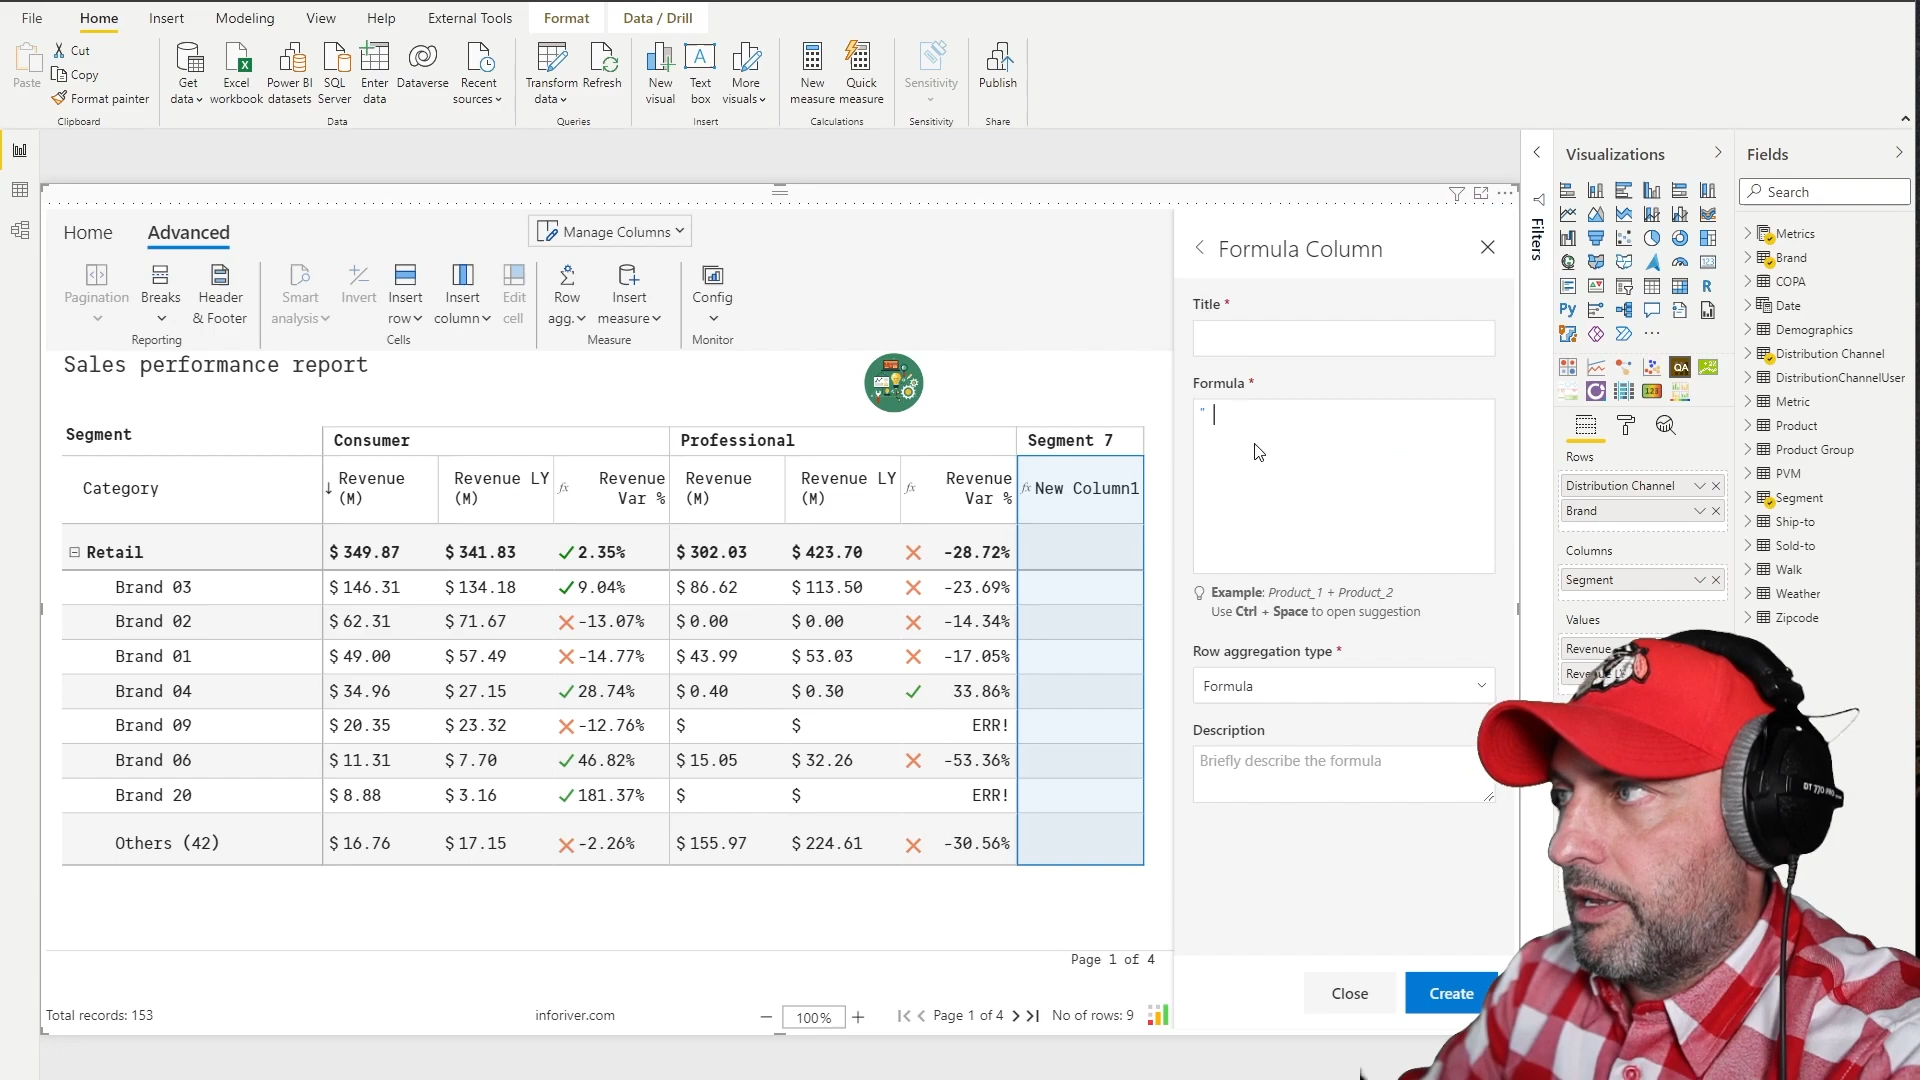 File Home Insert Modeling View Help External Tools Format Data / Drill
Paste
Cut
Copy
Format painter
Clipboard
Get data
Excel workbook
Power BI datasets
SQL Server
Enter data
Dataverse
Recent sources
Data
Transform data
Refresh
Queries
New visual
Text box
More visuals
Insert
New measure
Quick measure
Calculations
Sensitivity
Sensitivity
Publish
Share
Home Advanced
Manage Columns
Pagination
Breaks
Header & Footer
Reporting
Smart analysis
Invert
Insert row
Insert column
Edit cell
Cells
Row agg.
Insert measure
Measure
Config
Monitor
Sales performance report
Segment Consumer Professional Segment 7
Category Revenue (M) Revenue LY (M) fx Revenue Var % Revenue (M) Revenue LY (M) fx Revenue Var % fx New Column1
Retail $ 349.87 $ 341.83 2.35% $ 302.03 $ 423.70 -28.72%
Brand 03 $ 146.31 $ 134.18 9.04% $ 86.62 $ 113.50 -23.69%
Brand 02 $ 62.31 $ 71.67 -13.07% $ 0.00 $ 0.00 -14.34%
Brand 01 $ 49.00 $ 57.49 -14.77% $ 43.99 $ 53.03 -17.05%
Brand 04 $ 34.96 $ 27.15 28.74% $ 0.40 $ 0.30 33.86%
Brand 09 $ 20.35 $ 23.32 -12.76% $ $ ERR!
Brand 06 $ 11.31 $ 7.70 46.82% $ 15.05 $ 32.26 -53.36%
Brand 20 $ 8.88 $ 3.16 181.37% $ $ ERR!
Others (42) $ 16.76 $ 17.15 -2.26% $ 155.97 $ 224.61 -30.56%
Page 1 of 4
Total records: 153 inforiver.com 100% Page 1 of 4 No of rows: 9
Formula Column
Title *
Formula *
"
Example: Product_1 + Product_2
Use Ctrl + Space to open suggestion
Row aggregation type *
Formula
Description
Briefly describe the formula
Close Create
Filters
Visualizations
R
Py
123
QA
123
Rows
Distribution Channel
Brand
Columns
Segment
Values
Revenue
Fields
Search
Metrics
Brand
COPA
Date
Demographics
Distribution Channel
DistributionChannelUser
Metric
Product
Product Group
PVM
Segment
Ship-to
Sold-to
Walk
Weather
Zipcode
DT 770 PRO